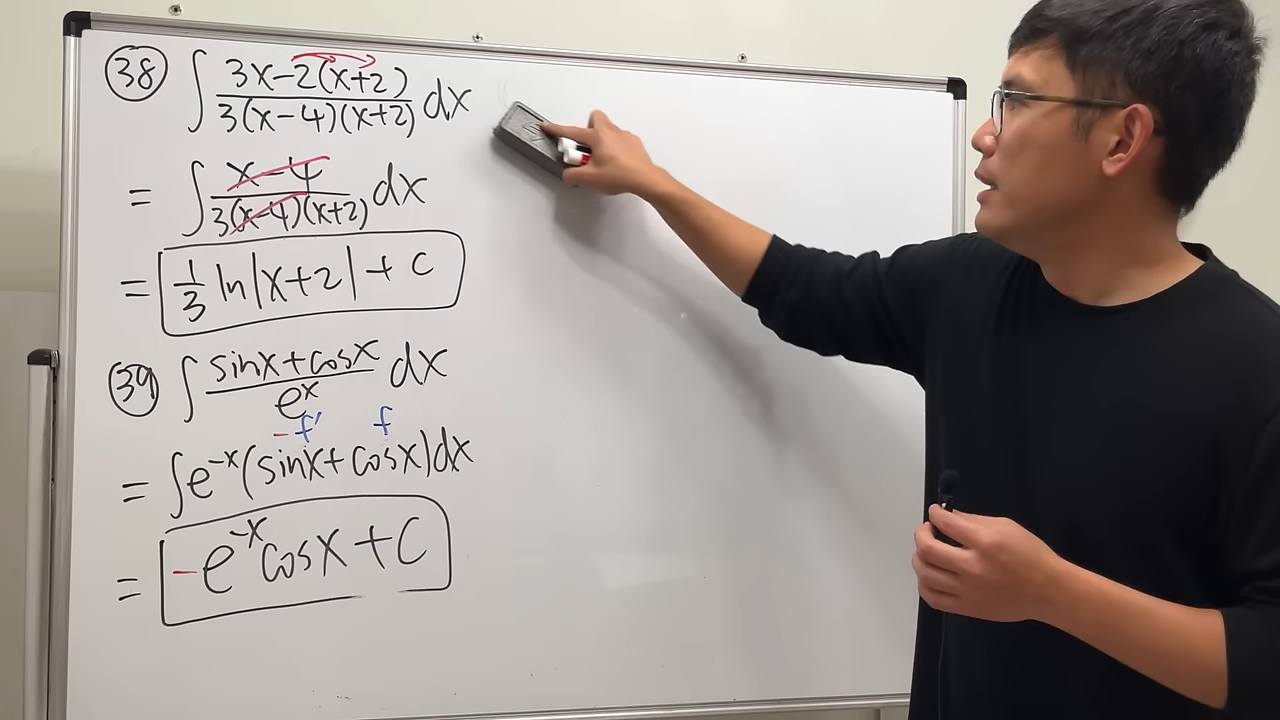 38 ∫ 3x-2(x+2) / 3(x-4)(x+2) dx
= ∫ x-4 / 3(x-4)(x+2) dx
= 1/3 ln|x+2| + C
39 ∫ sinx+cosx / e^x dx
-f' f
= ∫e^-x(sinx+cosx)dx
= -e^-x cosx+C